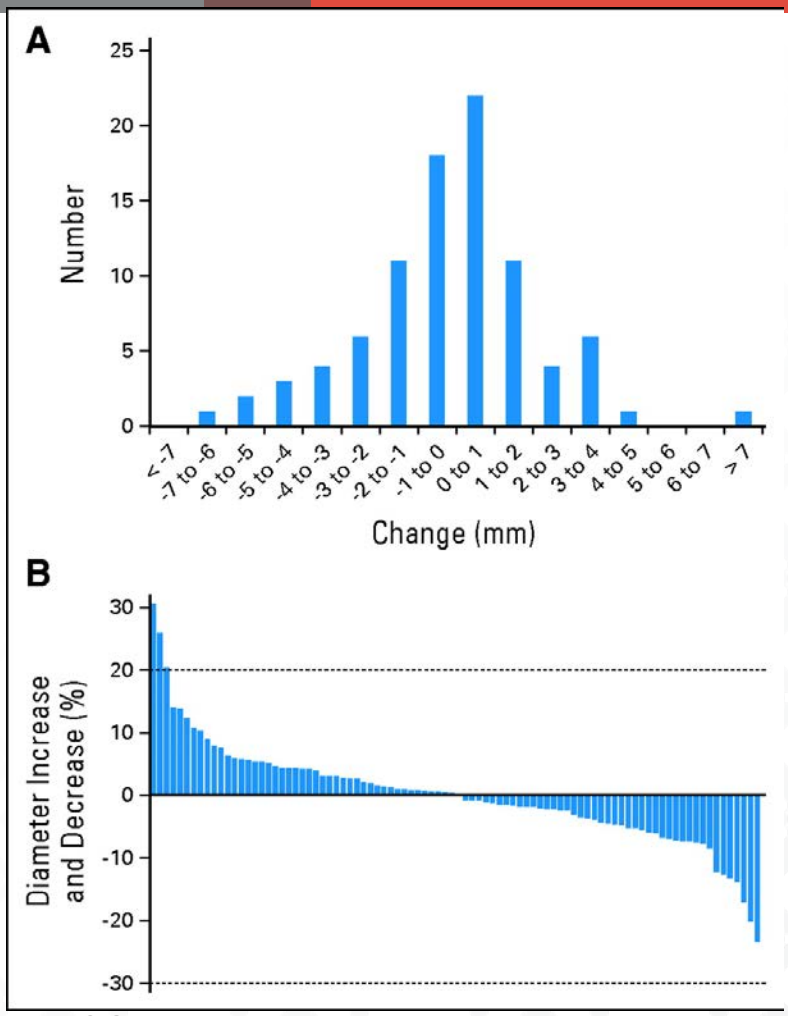 A
25
20
15
10
5
0
Number
< -7
-7 to -6
-6 to -5
-5 to -4
-4 to -3
-3 to -2
-2 to -1
-1 to 0
0 to 1
1 to 2
2 to 3
3 to 4
4 to 5
5 to 6
6 to 7
> 7
Change (mm)
B
30
20
10
0
-10
-20
-30
Diameter Increase
and Decrease (%)